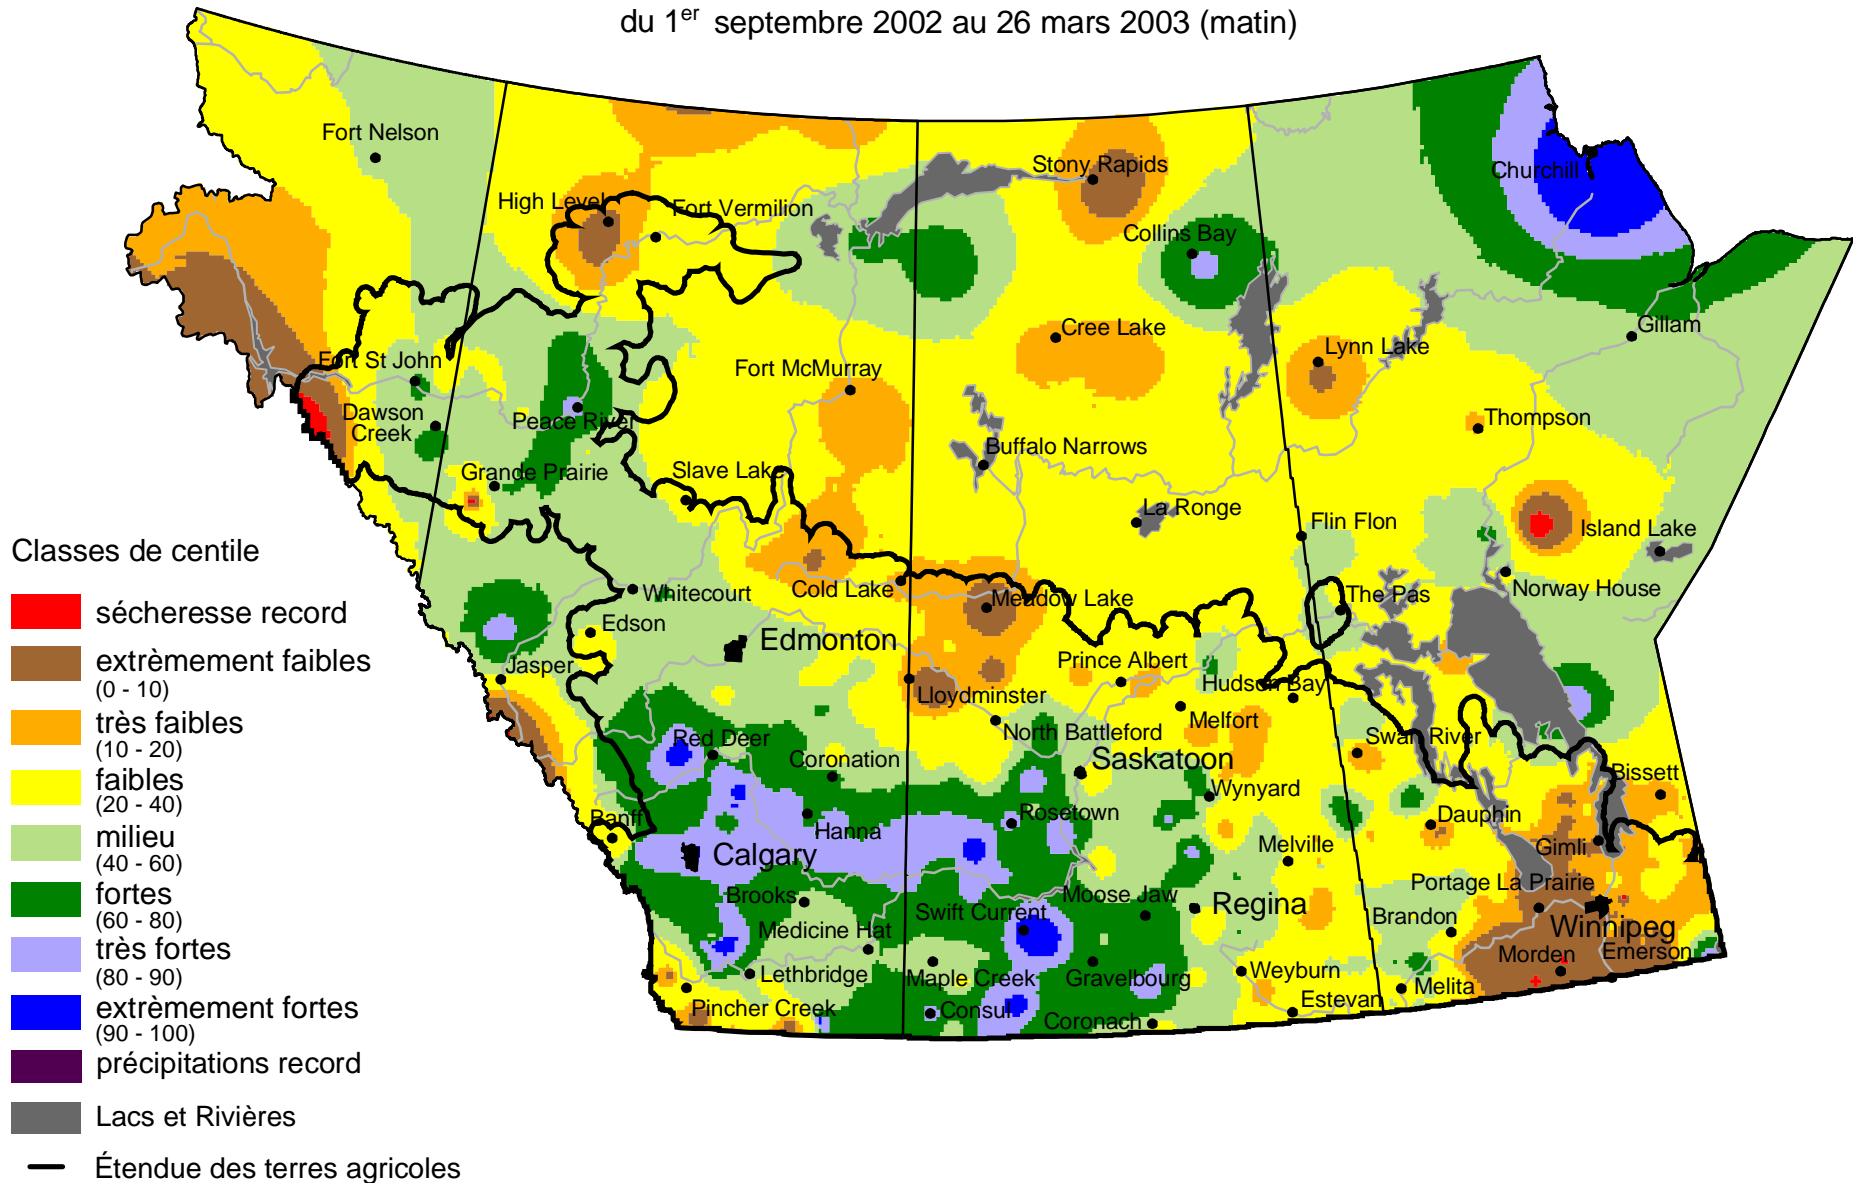 du 1er septembre 2002 au 26 mars 2003 (matin)
Fort Nelson
Stony Rapids
Churchill
High Level
Fort Vermilion
Collins Bay
Gillam
Cree Lake
Lynn Lake
Fort St John
Fort McMurray
Dawson
Creek
Peace River
Thompson
Buffalo Narrows
Grande Prairie
Slave Lake
La Ronge
Flin Flon
Island Lake
Norway House
Whitecourt
Cold Lake
Meadow Lake
The Pas
Edson
Edmonton
Jasper
Prince Albert
Hudson Bay
Lloydminster
Melfort
North Battleford
Red Deer
Swan River
Coronation
Saskatoon
Bissett
Wynyard
Banff
Hanna
Rosetown
Dauphin
Gimli
Calgary
Melville
Portage La Prairie
Brooks
Moose Jaw
Regina
Swift Current
Brandon
Winnipeg
Medicine Hat
Morden
Emerson
Lethbridge
Maple Creek
Gravelbourg
Weyburn
Melita
Pincher Creek
Consul
Coronach
Estevan
Classes de centile
sécheresse record
extrèmement faibles
(0 - 10)
très faibles
(10 - 20)
faibles
(20 - 40)
milieu
(40 - 60)
fortes
(60 - 80)
très fortes
(80 - 90)
extrèmement fortes
(90 - 100)
précipitations record
Lacs et Rivières
Étendue des terres agricoles